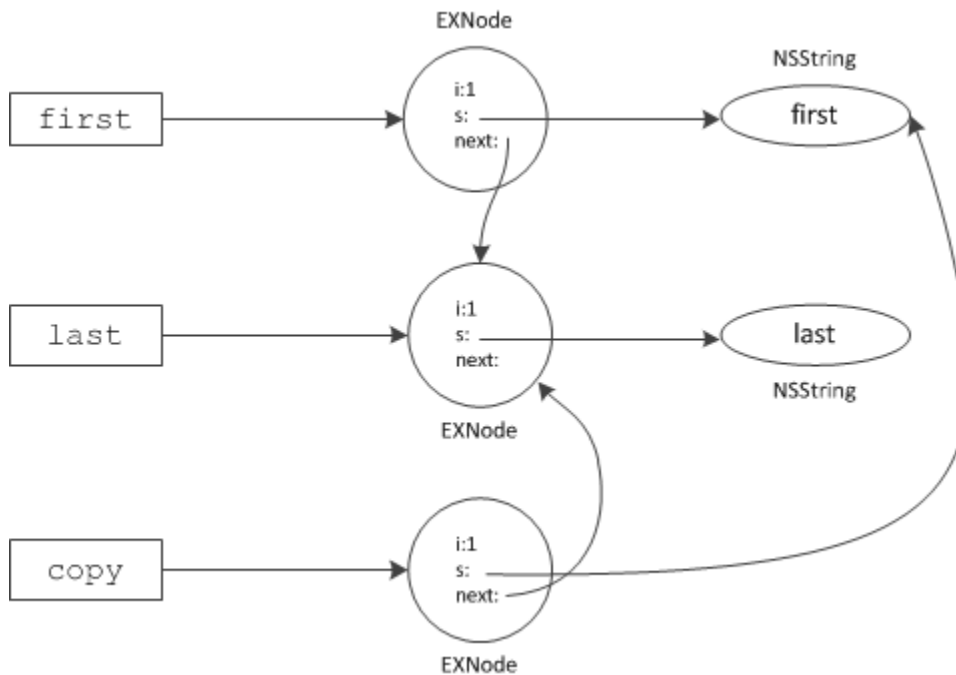 EXNode
NSString
first
i:1
s:
next:
first
last
i:1
s:
next:
last
NSString
EXNode
copy
i:1
s:
next:
EXNode